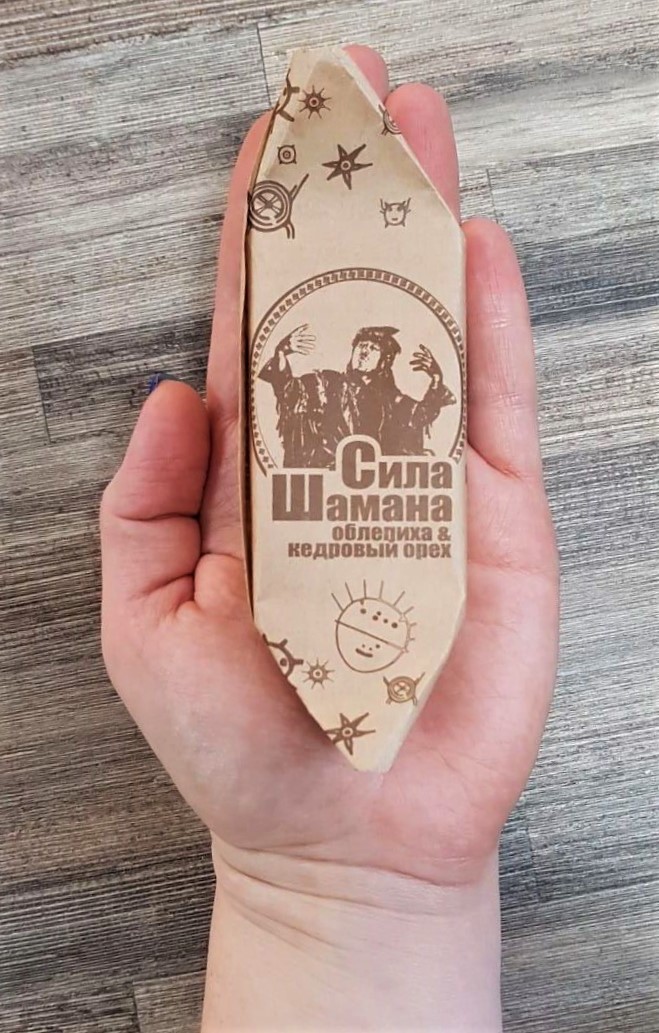 Сила
Шамана
облепиха &
кедровый орех